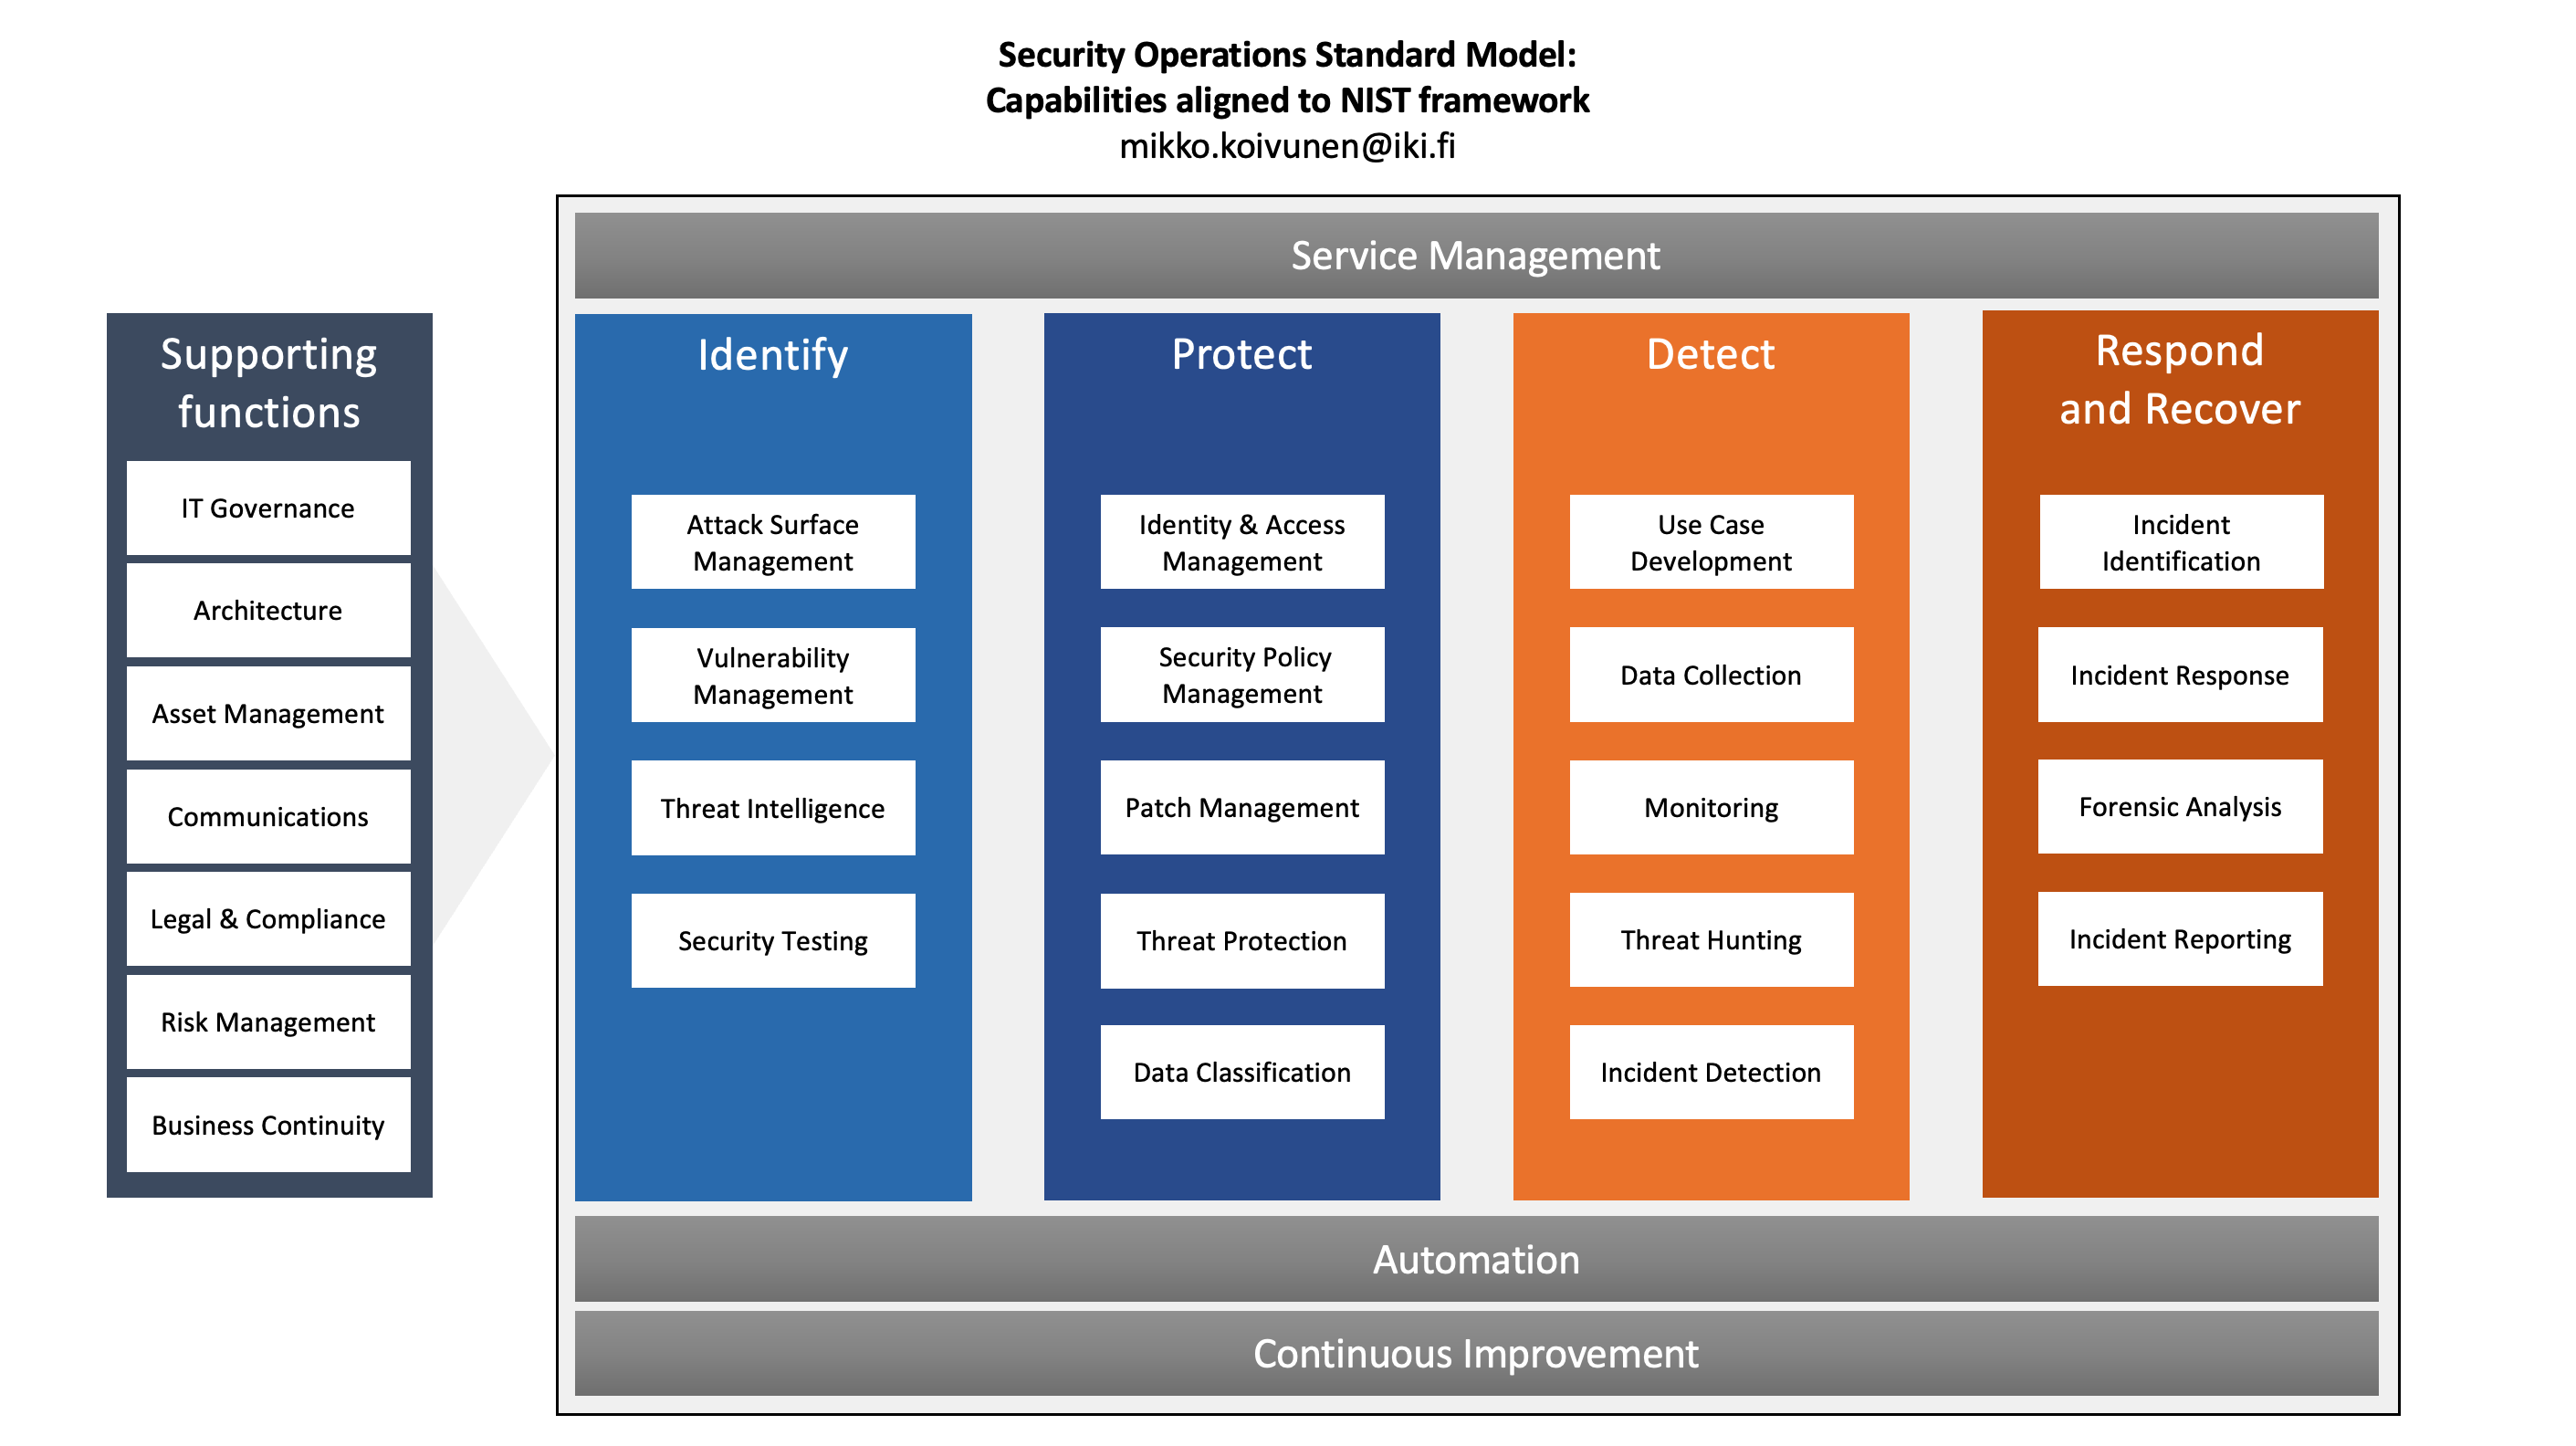 Security Operations Standard Model:
Capabilities aligned to NIST framework
mikko.koivunen@iki.fi
Supporting
functions
IT Governance
Architecture
Asset Management
Communications
Legal & Compliance
Risk Management
Business Continuity
Service Management
Identify
Attack Surface
Management
Vulnerability
Management
Threat Intelligence
Security Testing
Protect
Identity & Access
Management
Security Policy
Management
Patch Management
Threat Protection
Data Classification
Detect
Use Case
Development
Data Collection
Monitoring
Threat Hunting
Incident Detection
Respond
and Recover
Incident
Identification
Incident Response
Forensic Analysis
Incident Reporting
Automation
Continuous Improvement